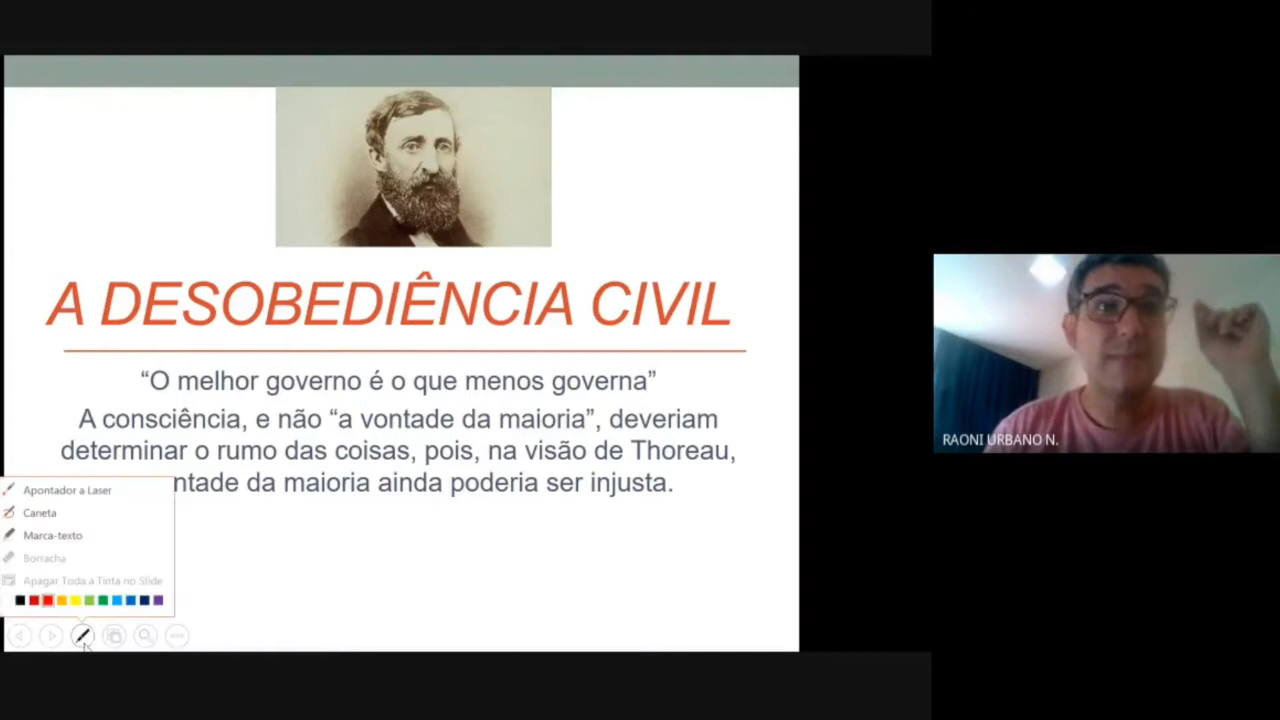 A DESOBEDIÊNCIA CIVIL
“O melhor governo é o que menos governa”
A consciência, e não “a vontade da maioria”, deveriam
determinar o rumo das coisas, pois, na visão de Thoreau,
ntade da maioria ainda poderia ser injusta.
Apontador a Laser
Caneta
Marca-texto
Borracha
Apagar Toda a Tinta no Slide
RAONI URBANO N.